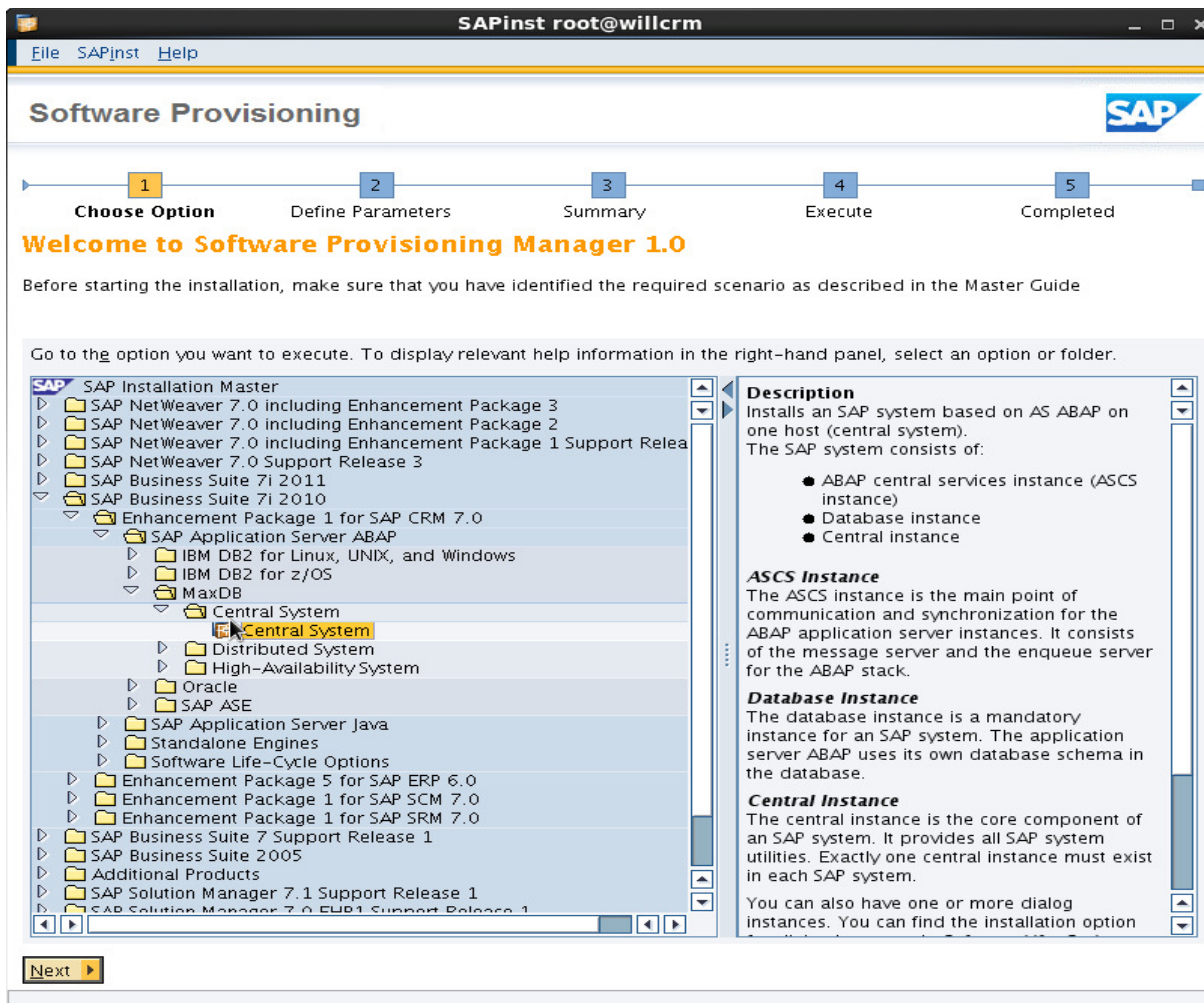 SAPinst root@willcrm
File SAPinst Help
Software Provisioning
SAP
1 2 3 4 5
Choose Option Define Parameters Summary Execute Completed
Welcome to Software Provisioning Manager 1.0
Before starting the installation, make sure that you have identified the required scenario as described in the Master Guide
Go to the option you want to execute. To display relevant help information in the right-hand panel, select an option or folder.
SAP SAP Installation Master
SAP NetWeaver 7.0 including Enhancement Package 3
SAP NetWeaver 7.0 including Enhancement Package 2
SAP NetWeaver 7.0 including Enhancement Package 1 Support Relea
SAP NetWeaver 7.0 Support Release 3
SAP Business Suite 7i 2011
SAP Business Suite 7i 2010
Enhancement Package 1 for SAP CRM 7.0
SAP Application Server ABAP
IBM DB2 for Linux, UNIX, and Windows
IBM DB2 for z/OS
MaxDB
Central System
Central System
Distributed System
High-Availability System
Oracle
SAP ASE
SAP Application Server Java
Standalone Engines
Software Life-Cycle Options
Enhancement Package 5 for SAP ERP 6.0
Enhancement Package 1 for SAP SCM 7.0
Enhancement Package 1 for SAP SRM 7.0
SAP Business Suite 7 Support Release 1
SAP Business Suite 2005
Additional Products
SAP Solution Manager 7.1 Support Release 1
SAP Solution Manager 7.0 EHP1 Support Release 1
Description
Installs an SAP system based on AS ABAP on
one host (central system).
The SAP system consists of:
● ABAP central services instance (ASCS
instance)
● Database instance
● Central instance
ASCS Instance
The ASCS instance is the main point of
communication and synchronization for the
ABAP application server instances. It consists
of the message server and the enqueue server
for the ABAP stack.
Database Instance
The database instance is a mandatory
instance for an SAP system. The application
server ABAP uses its own database schema in
the database.
Central Instance
The central instance is the core component of
an SAP system. It provides all SAP system
utilities. Exactly one central instance must exist
in each SAP system.
You can also have one or more dialog
instances. You can find the installation option
Next